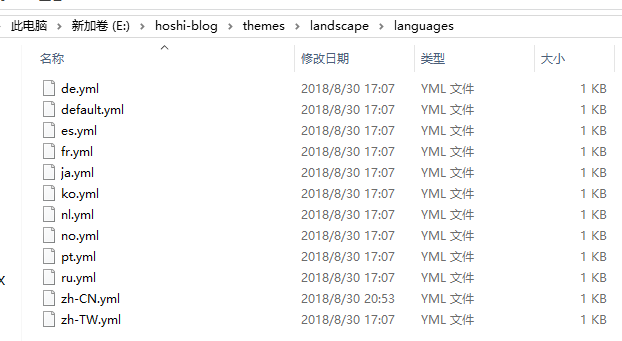 此电脑 › 新加卷 (E:) › hoshi-blog › themes › landscape › languages
名称 修改日期 类型 大小
de.yml 2018/8/30 17:07 YML 文件 1 KB
default.yml 2018/8/30 17:07 YML 文件 1 KB
es.yml 2018/8/30 17:07 YML 文件 1 KB
fr.yml 2018/8/30 17:07 YML 文件 1 KB
ja.yml 2018/8/30 17:07 YML 文件 1 KB
ko.yml 2018/8/30 17:07 YML 文件 1 KB
nl.yml 2018/8/30 17:07 YML 文件 1 KB
no.yml 2018/8/30 17:07 YML 文件 1 KB
pt.yml 2018/8/30 17:07 YML 文件 1 KB
ru.yml 2018/8/30 17:07 YML 文件 1 KB
zh-CN.yml 2018/8/30 20:53 YML 文件 1 KB
zh-TW.yml 2018/8/30 17:07 YML 文件 1 KB